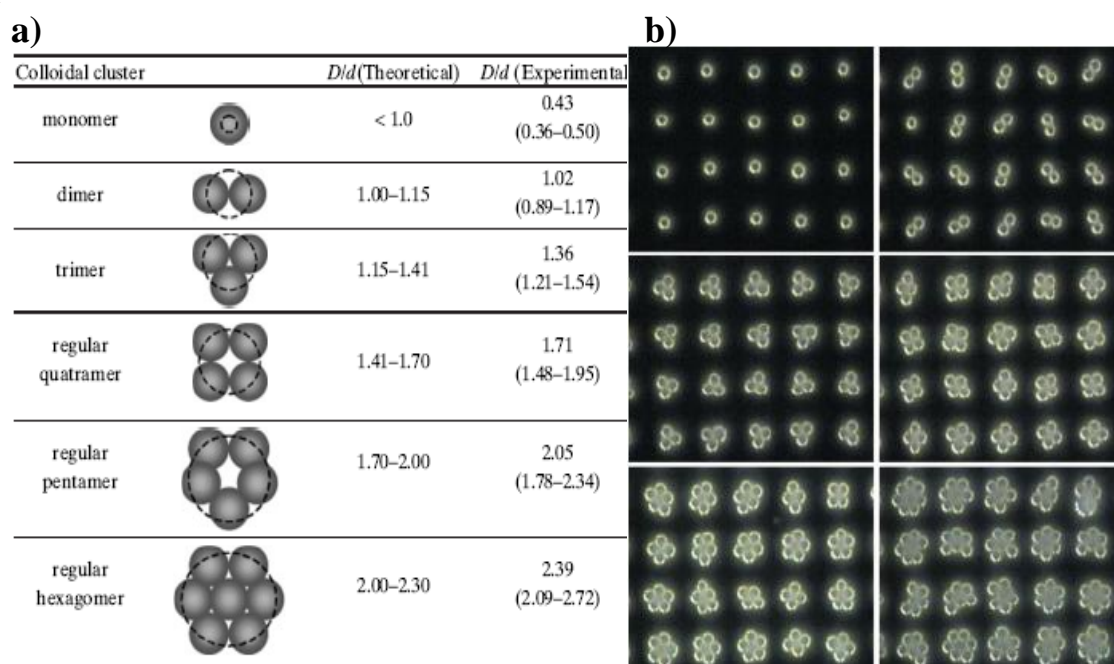 a)
b)
Colloidal cluster D/d (Theoretical) D/d (Experimental
monomer < 1.0 0.43
(0.36–0.50)
dimer 1.00–1.15 1.02
(0.89–1.17)
trimer 1.15–1.41 1.36
(1.21–1.54)
regular
quatramer 1.41–1.70 1.71
(1.48–1.95)
regular
pentamer 1.70–2.00 2.05
(1.78–2.34)
regular
hexagomer 2.00–2.30 2.39
(2.09–2.72)